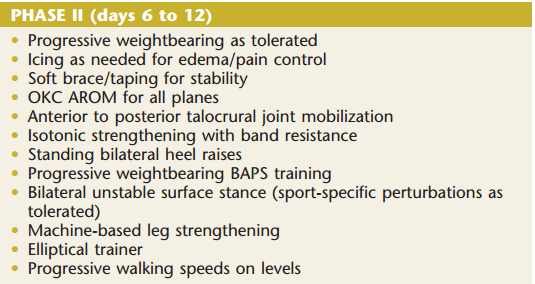 PHASE II (days 6 to 12)
• Progressive weightbearing as tolerated
• Icing as needed for edema/pain control
• Soft brace/taping for stability
• OKC AROM for all planes
• Anterior to posterior talocrural joint mobilization
• Isotonic strengthening with band resistance
• Standing bilateral heel raises
• Progressive weightbearing BAPS training
• Bilateral unstable surface stance (sport-specific perturbations as
tolerated)
• Machine-based leg strengthening
• Elliptical trainer
• Progressive walking speeds on levels